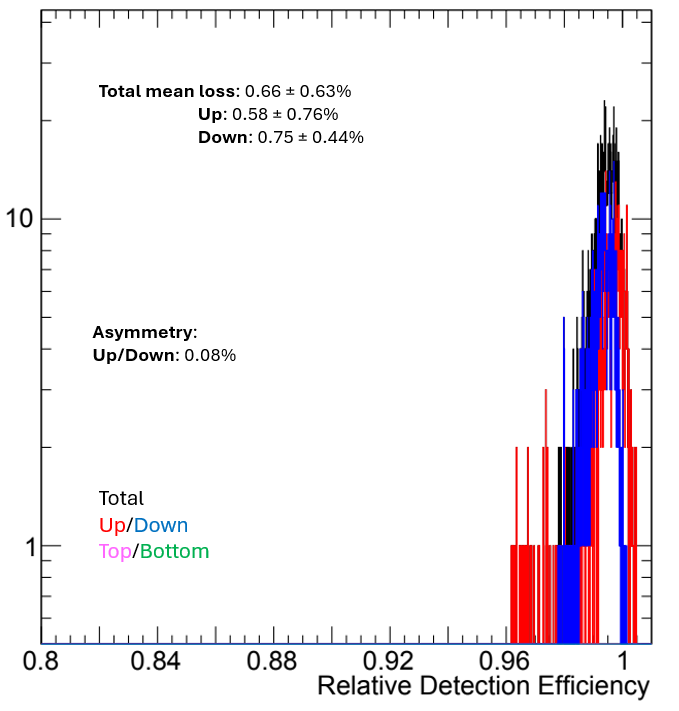 Total mean loss: 0.66 ± 0.63%
Up: 0.58 ± 0.76%
Down: 0.75 ± 0.44%
10
Asymmetry:
Up/Down: 0.08%
Total
Up/Down
Top/Bottom
1
0.8 0.84 0.88 0.92 0.96 1
Relative Detection Efficiency